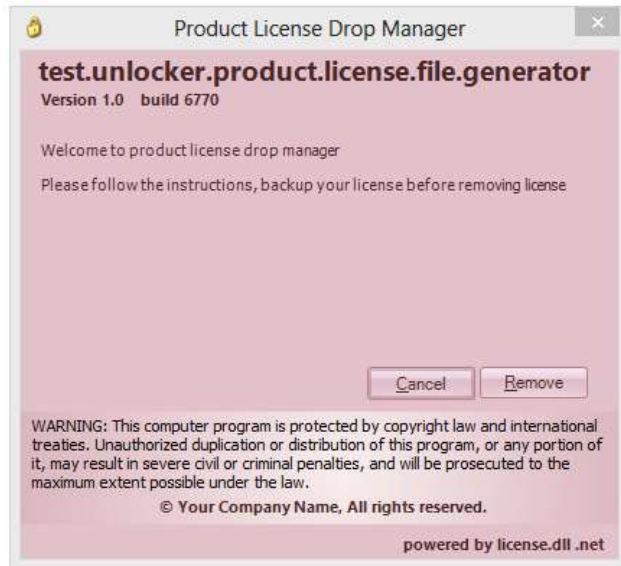 Product License Drop Manager
test.unlocker.product.license.file.generator
Version 1.0 build 6770
Welcome to product license drop manager
Please follow the instructions, backup your license before removing license
Cancel
Remove
WARNING: This computer program is protected by copyright law and international
treaties. Unauthorized duplication or distribution of this program, or any portion of
it, may result in severe civil or criminal penalties, and will be prosecuted to the
maximum extent possible under the law.
© Your Company Name, All rights reserved.
powered by license.dll .net